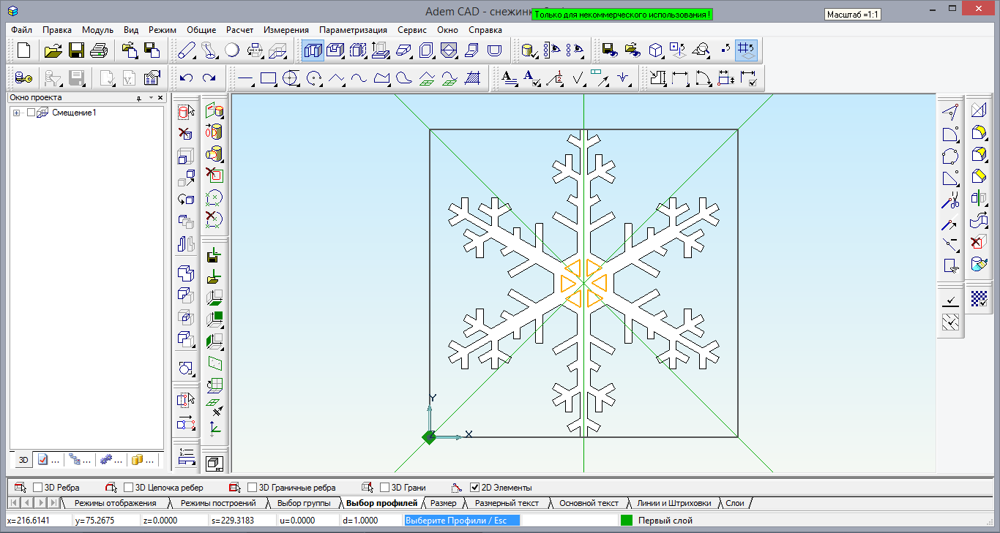 Adem CAD - снежинк
Только для некоммерческого использования !
Масштаб =1:1
Файл Правка Модуль Вид Режим Общие Расчет Измерения Параметризация Сервис Окно Справка
Окно проекта
Смещение1
Y
X
3D ... ... ... ...
3D Ребра 3D Цепочка ребер 3D Граничные ребра 3D Грани 2D Элементы
Режимы отображения Режимы построений Выбор группы Выбор профилей Размер Размерный текст Основной текст Линии и Штриховки Слои
x=216.6141 y=75.2675 z=0.0000 s=229.3183 u=0.0000 d=1.0000 Выберите Профили / Esc Первый слой